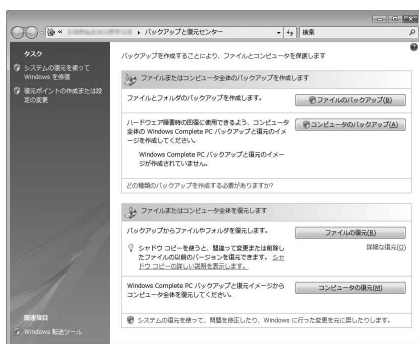 « ▸ バックアップと復元センター
検索
タスク
システムの復元を使って
Windows を修復
復元ポイントの作成または設
定の変更
関連項目
Windows 転送ツール
バックアップを作成することにより、ファイルとコンピュータを保護します
ファイルまたはコンピュータ全体のバックアップを作成します
ファイルとフォルダのバックアップを作成します。
ファイルのバックアップ(B)
ハードウェア障害時の回復に使用できるよう、コンピュータ
全体の Windows Complete PC バックアップと復元のイメ
ージを作成してください。
コンピュータのバックアップ(A)
Windows Complete PC バックアップと復元のイメー
ジが作成されていません。
どの種類のバックアップを作成する必要がありますか?
ファイルまたはコンピュータ全体を復元します
バックアップからファイルやフォルダを復元します。
ファイルの復元(R)
シャドウ コピーを使うと、間違って変更または削除し
たファイルの以前のバージョンを復元できます。 シャ
ドウ コピーの詳しい説明を表示します。
詳細な復元(O)
Windows Complete PC バックアップと復元イメージから
コンピュータ全体を復元してください。
コンピュータの復元(M)
システムの復元を使って、問題を修正したり、Windows に行った変更を元に戻したりします。